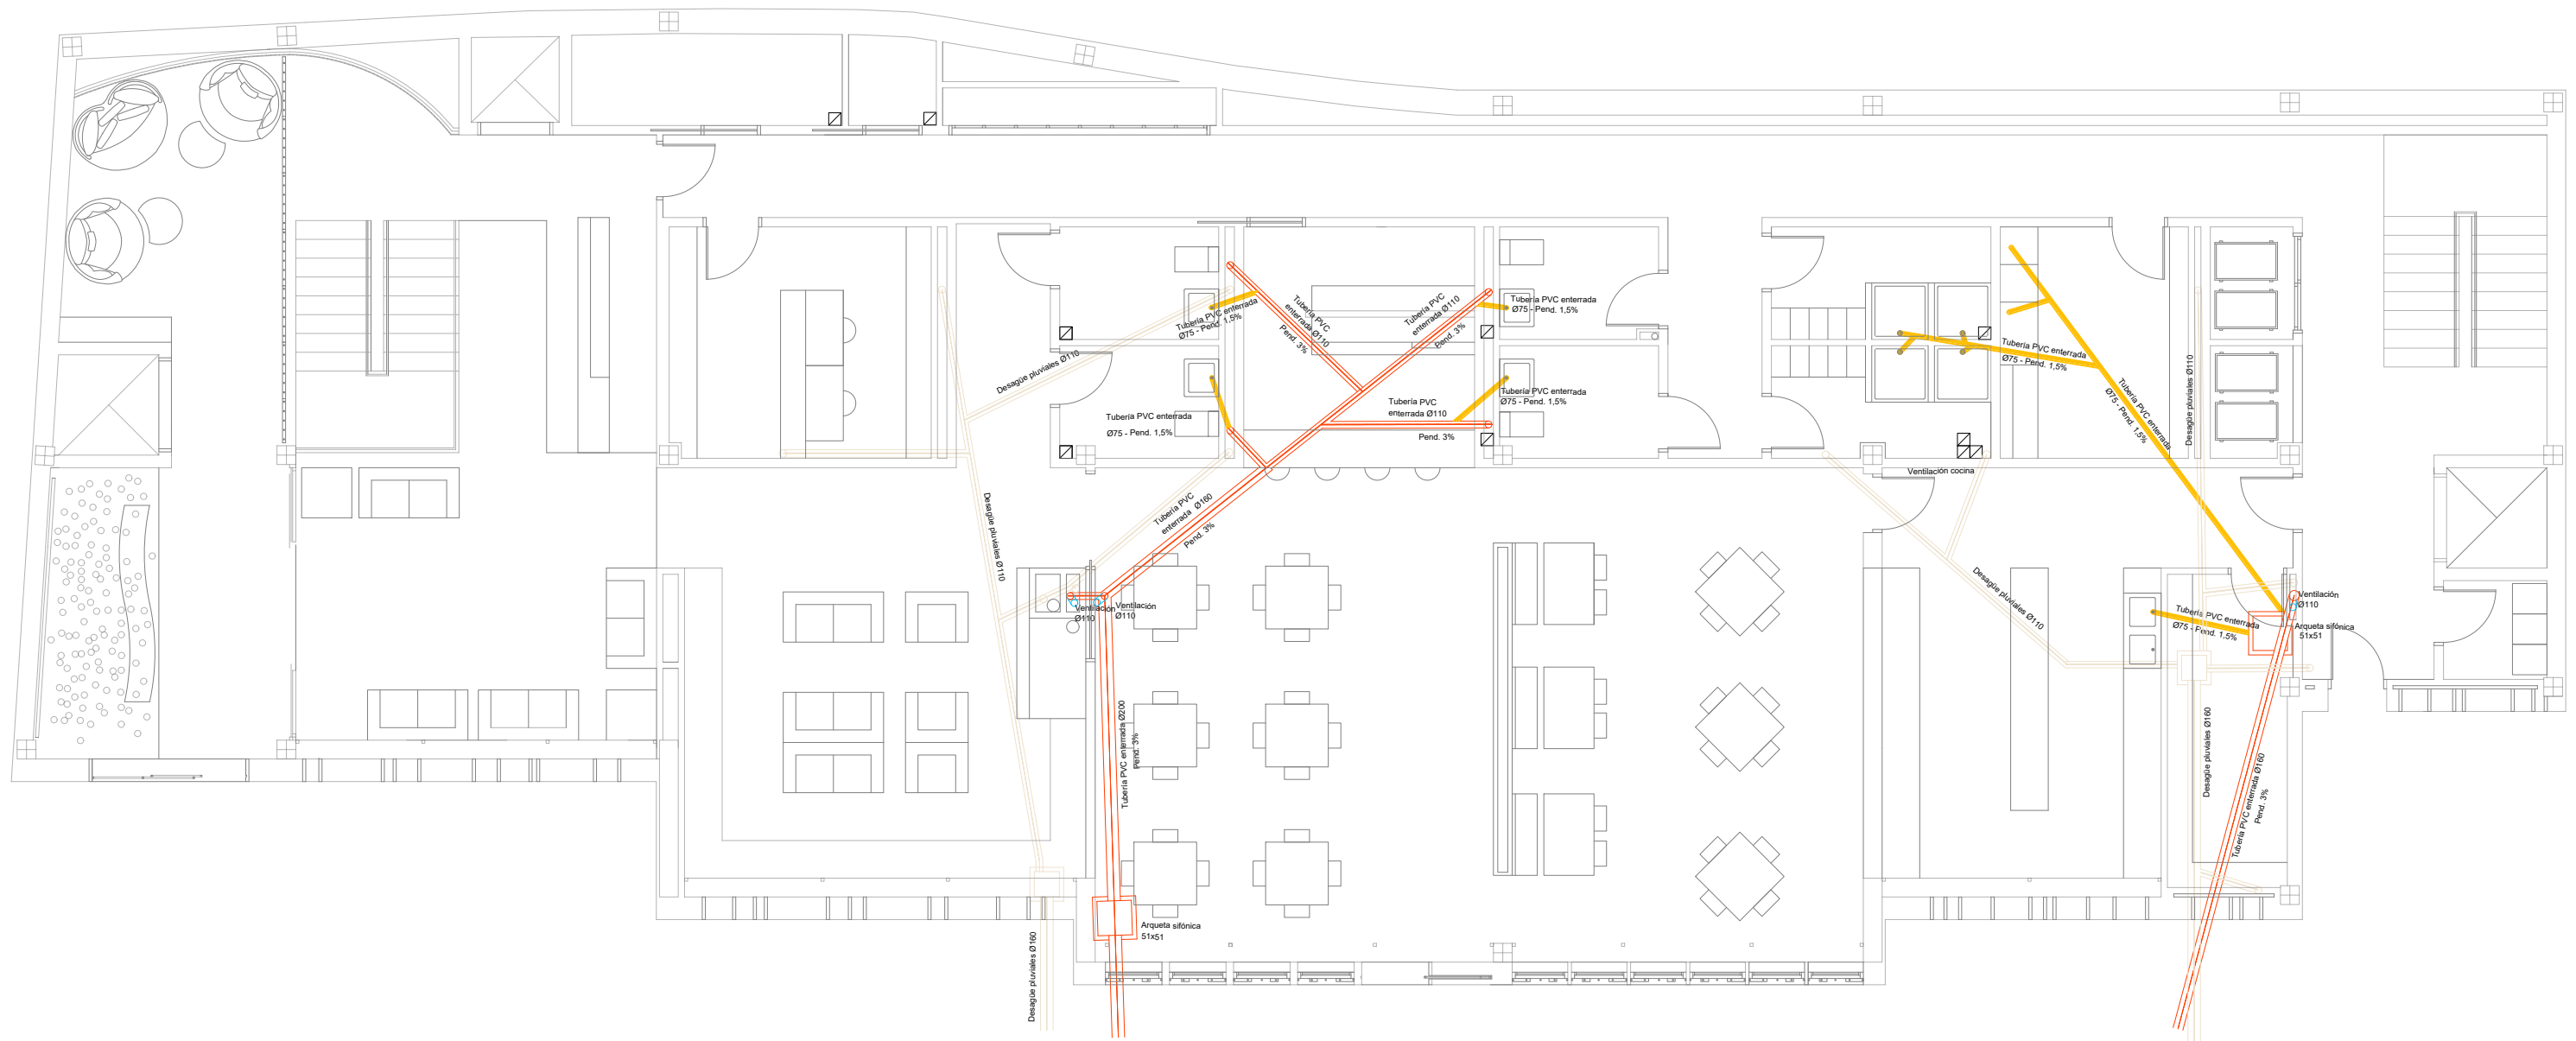 Tubería PVC enterrada
Ø75 - Pend. 1,5%
Tubería PVC
enterrada Ø110
Pend. 3%
Tubería PVC
enterrada Ø110
Pend. 3%
Tubería PVC enterrada
Ø75 - Pend. 1,5%
Desagüe pluviales Ø110
Tubería PVC enterrada
Ø75 - Pend. 1,5%
Tubería PVC
enterrada Ø110
Pend. 3%
Tubería PVC enterrada
Ø75 - Pend. 1,5%
Tubería PVC enterrada
Ø75 - Pend. 1,5%
Tubería PVC enterrada
Ø75 - Pend. 1,5%
Desagüe pluviales Ø110
Ventilación cocina
Desagüe pluviales Ø110
Tubería PVC
enterrada Ø160
Pend. 3%
Ventilación
Ø110
Ventilación
Ø110
Desagüe pluviales Ø110
Tubería PVC enterrada
Ø75 - Pend. 1,5%
Ventilación
Ø110
Arqueta sifónica
51x51
Tubería PVC enterrada Ø200
Pend. 3%
Desagüe pluviales Ø160
Tubería PVC enterrada Ø160
Pend. 3%
Arqueta sifónica
51x51
Desagüe pluviales Ø160